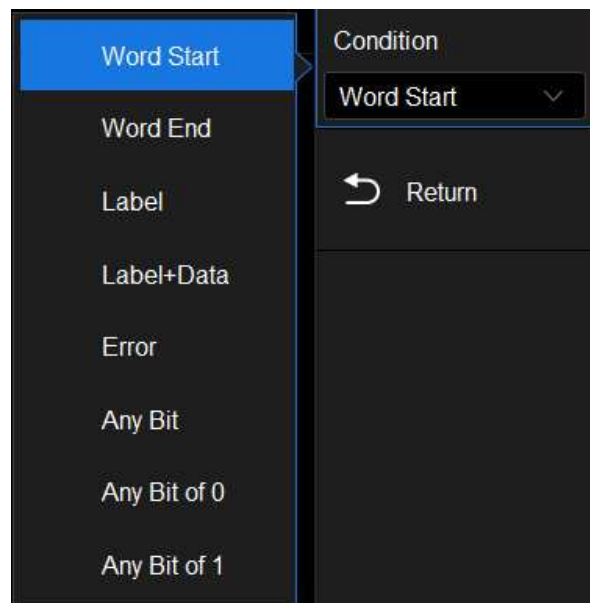 Word Start
Word End
Label
Label+Data
Error
Any Bit
Any Bit of 0
Any Bit of 1
Condition
Word Start
Return